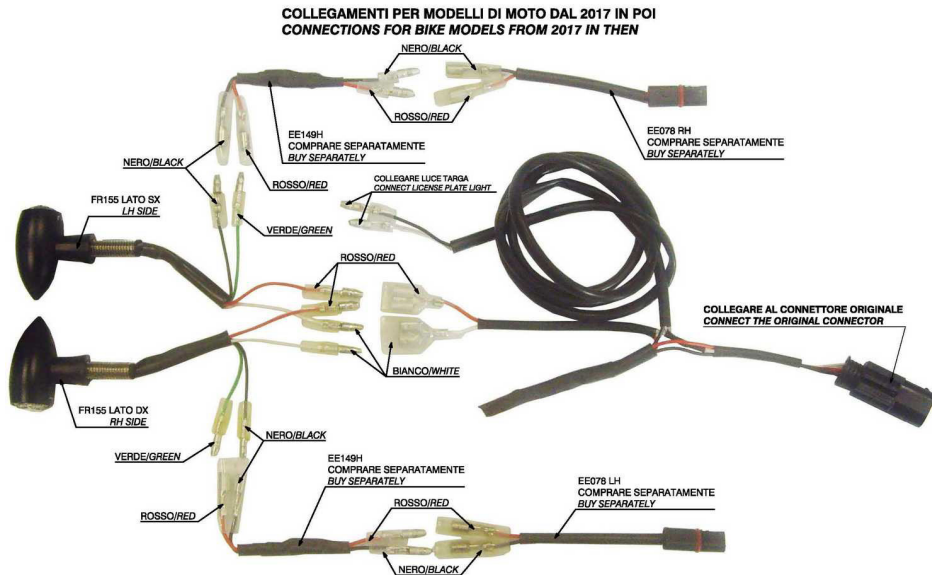 COLLEGAMENTI PER MODELLI DI MOTO DAL 2017 IN POI
CONNECTIONS FOR BIKE MODELS FROM 2017 IN THEN
NERO/BLACK
ROSSO/RED
EE149H
COMPRARE SEPARATAMENTE
BUY SEPARATELY
EE078 RH
COMPRARE SEPARATAMENTE
BUY SEPARATELY
NERO/BLACK
ROSSO/RED
COLLEGARE LUCE TARGA
CONNECT LICENSE PLATE LIGHT
FR155 LATO SX
LH SIDE
VERDE/GREEN
ROSSO/RED
COLLEGARE AL CONNETTORE ORIGINALE
CONNECT THE ORIGINAL CONNECTOR
BIANCO/WHITE
FR155 LATO DX
RH SIDE
NERO/BLACK
VERDE/GREEN
EE149H
COMPRARE SEPARATAMENTE
BUY SEPARATELY
EE078 LH
COMPRARE SEPARATAMENTE
BUY SEPARATELY
ROSSO/RED
ROSSO/RED
NERO/BLACK